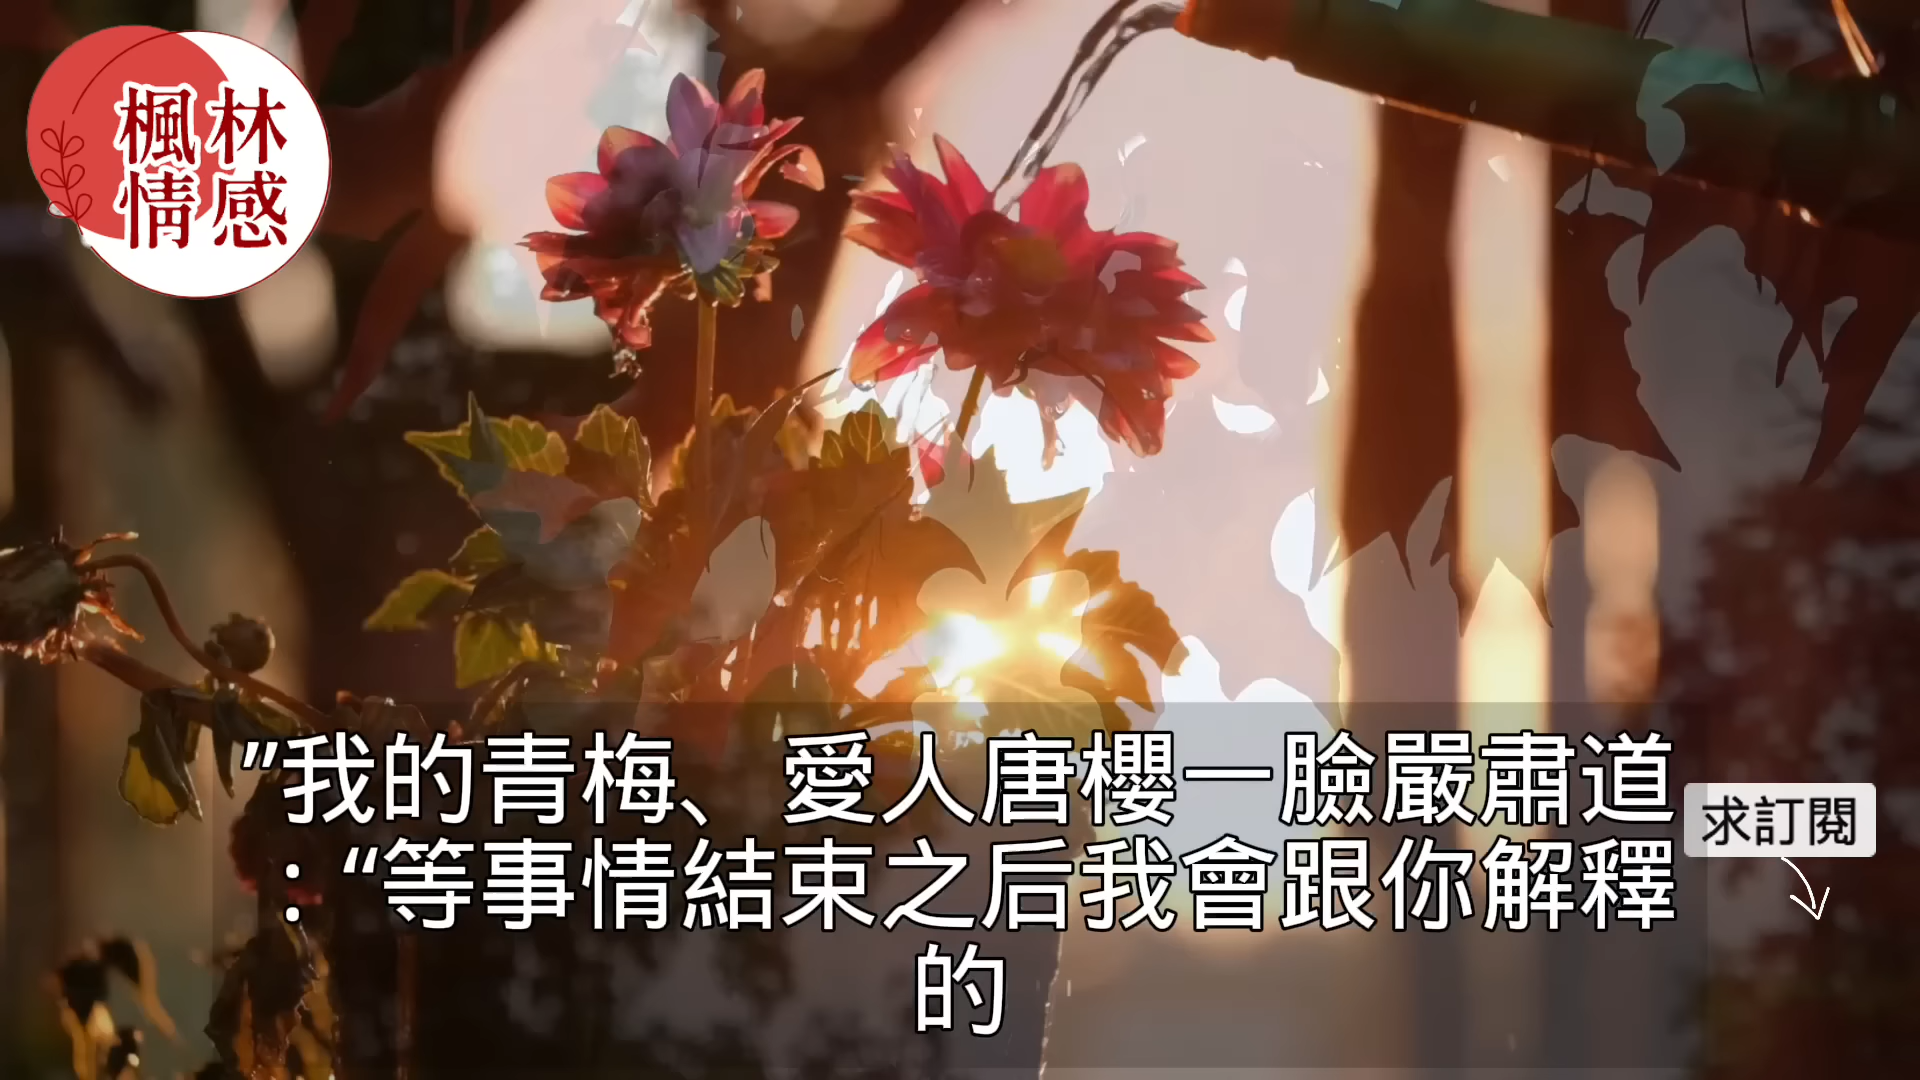 楓林
情感
”我的青梅、愛人唐櫻一臉嚴肅道
：“等事情結束之后我會跟你解釋
的
求訂閱